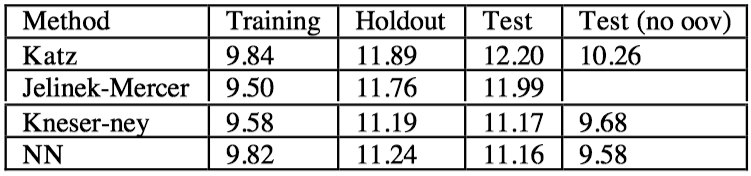 Method Training Holdout Test Test (no oov)
Katz 9.84 11.89 12.20 10.26
Jelinek-Mercer 9.50 11.76 11.99
Kneser-ney 9.58 11.19 11.17 9.68
NN 9.82 11.24 11.16 9.58